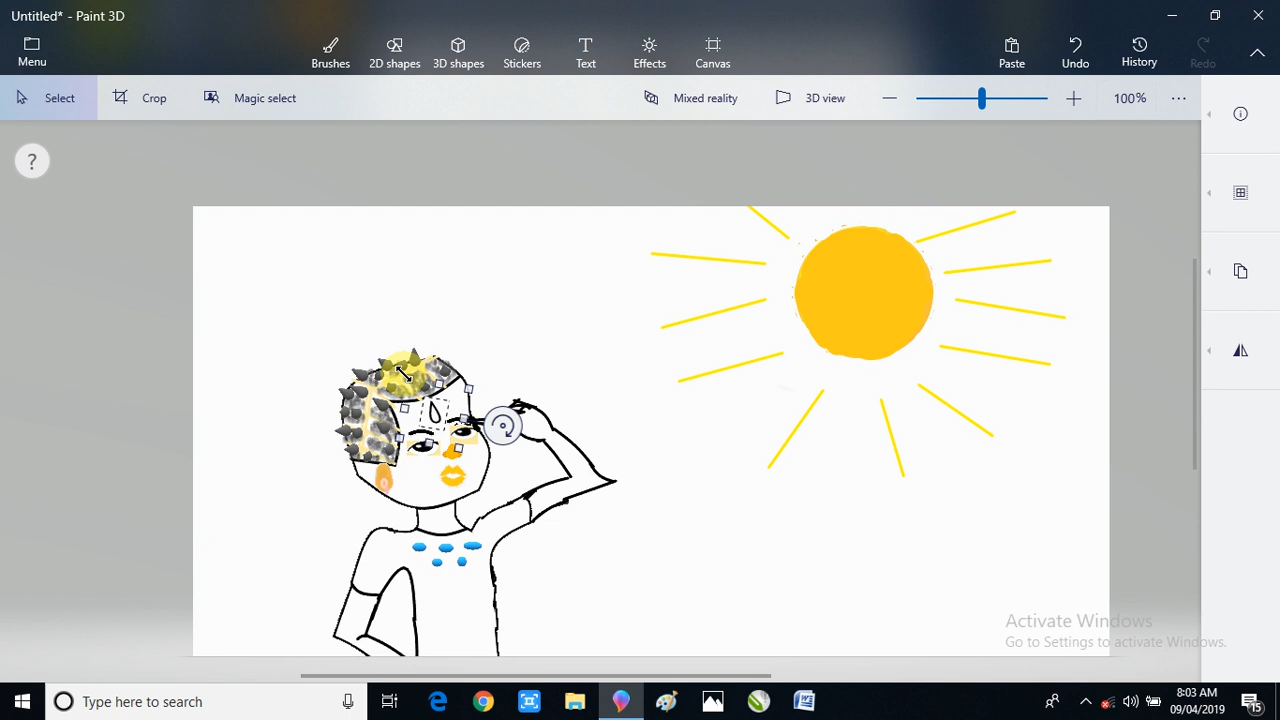 Untitled* - Paint 3D
Menu
Brushes
2D shapes
3D shapes
Stickers
Text
Effects
Canvas
Paste
Undo
History
Redo
Select
Crop
Magic select
Mixed reality
3D view
100%
?
Activate Windows
Go to Settings to activate Windows.
Type here to search
8:03 AM
09/04/2019
15